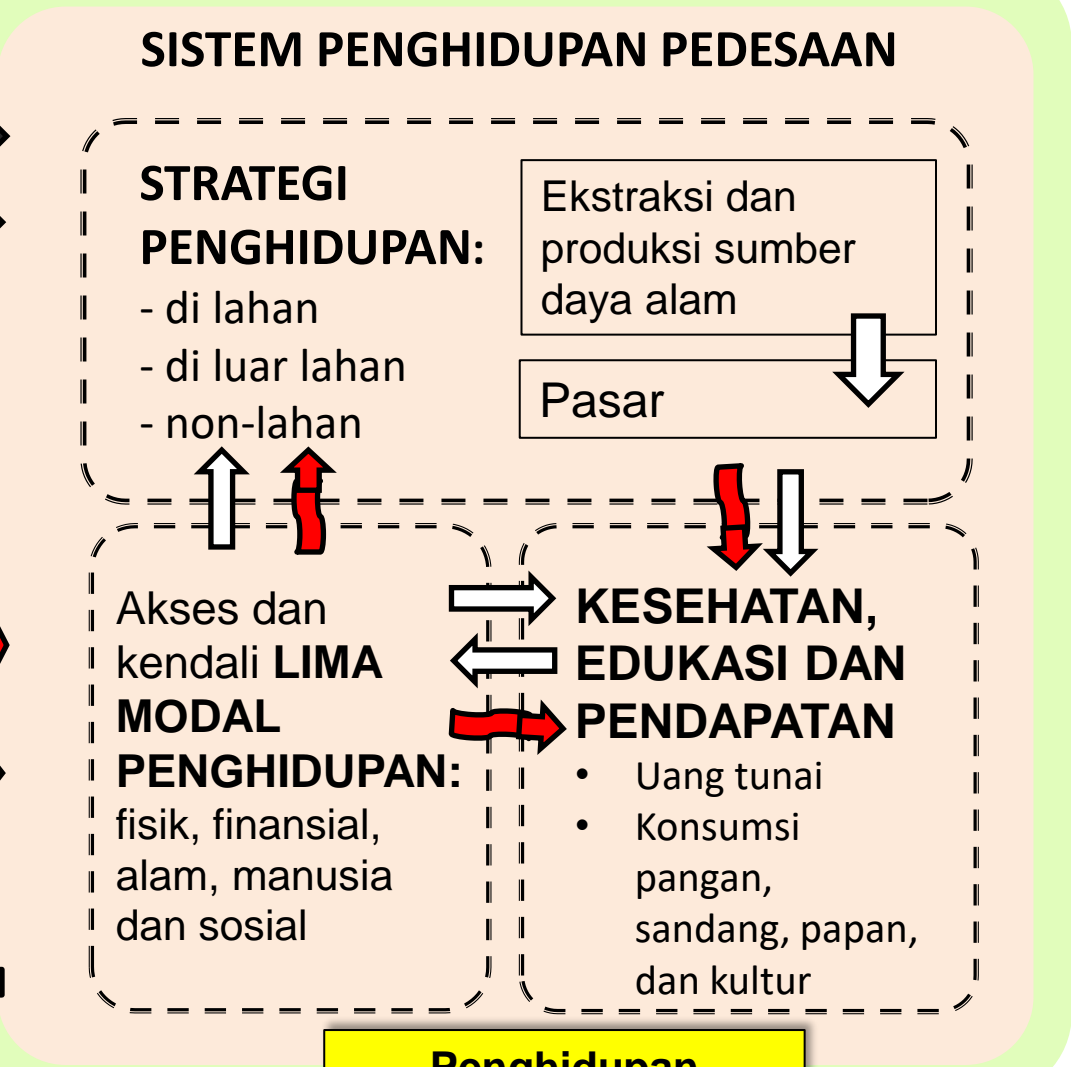 SISTEM PENGHIDUPAN PEDESAAN
STRATEGI
PENGHIDUPAN:
- di lahan
- di luar lahan
- non-lahan
Ekstraksi dan
produksi sumber
daya alam
Pasar
Akses dan
kendali LIMA
MODAL
PENGHIDUPAN:
fisik, finansial,
alam, manusia
dan sosial
KESEHATAN,
EDUKASI DAN
PENDAPATAN
• Uang tunai
• Konsumsi
pangan,
sandang, papan,
dan kultur
Penghidupan